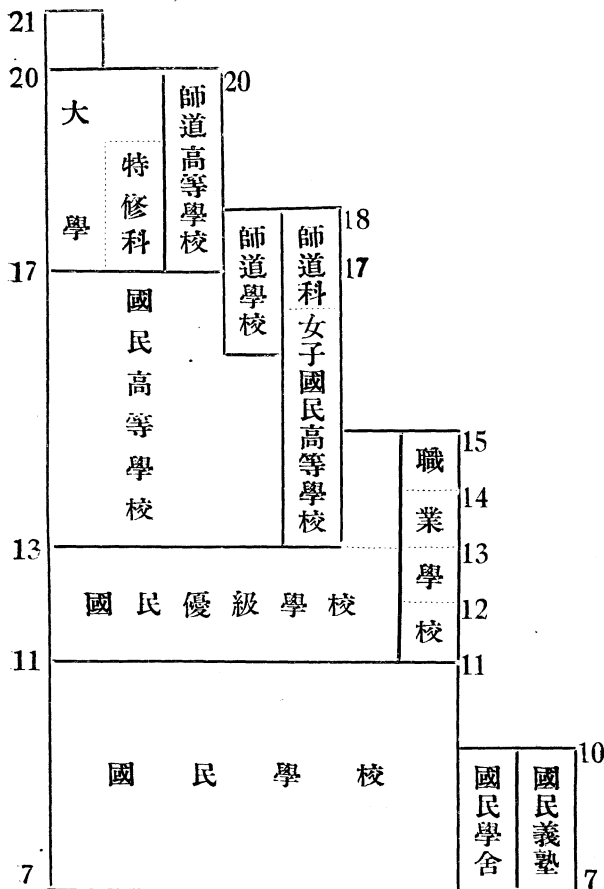 21
20
20
大學
特修科
師道高等學校
18
17
17
師道學校
師道科
女子國民高等學校
國民高等學校
15
職業學校
14
13
13
12
國民優級學校
11
11
國民學校
10
國民學舍
國民義塾
7
7